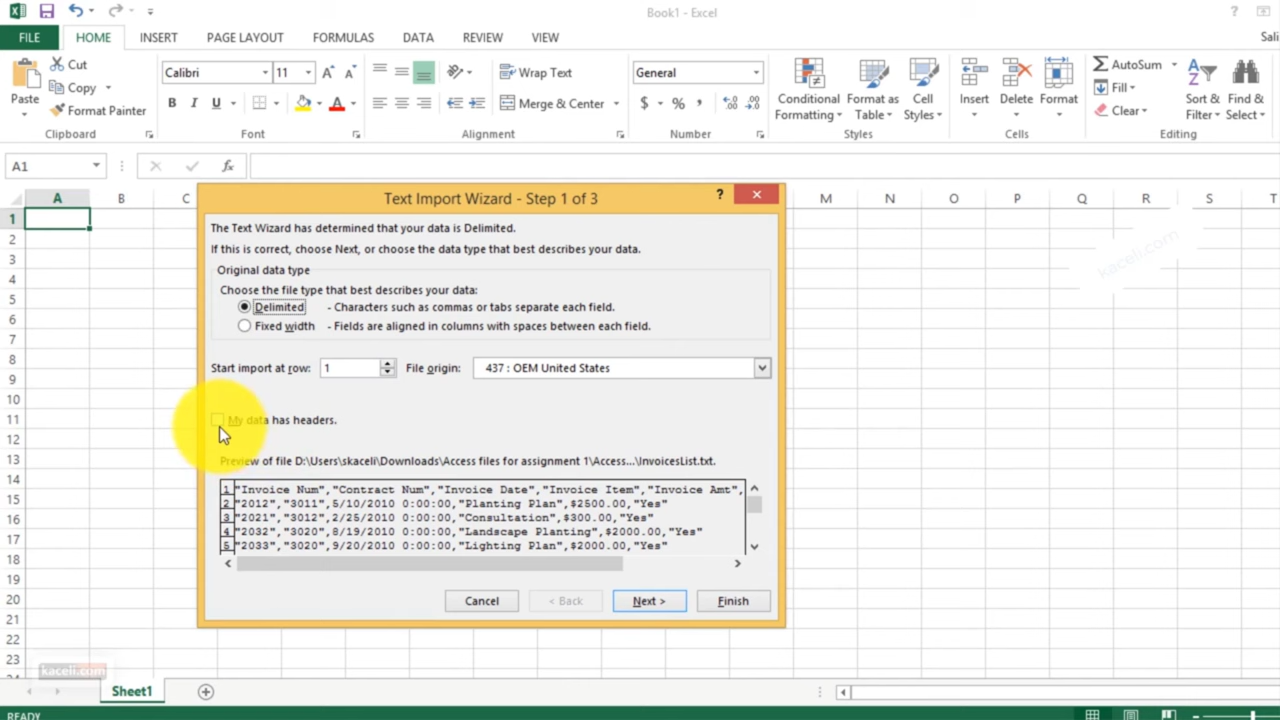 Book1 - Excel
?
FILE HOME INSERT PAGE LAYOUT FORMULAS DATA REVIEW VIEW
Sali
Paste
Cut
Copy
Format Painter
Clipboard
Calibri 11
B I U
Font
Wrap Text
Merge & Center
Alignment
General
$ % ,
Number
Conditional Formatting
Format as Table
Cell Styles
Styles
Insert Delete Format
Cells
AutoSum
Fill
Clear
Sort & Filter
Find & Select
Editing
A1
fx
A B C M N O P Q R S T
1
2
3
4
5
6
7
8
9
10
11
12
13
14
15
16
17
18
19
20
21
22
23
Text Import Wizard - Step 1 of 3
?
The Text Wizard has determined that your data is Delimited.
If this is correct, choose Next, or choose the data type that best describes your data.
Original data type
Choose the file type that best describes your data:
Delimited - Characters such as commas or tabs separate each field.
Fixed width - Fields are aligned in columns with spaces between each field.
Start import at row: 1 File origin: 437 : OEM United States
My data has headers.
Preview of file D:\Users\skaceli\Downloads\Access files for assignment 1\Access...\InvoicesList.txt.
1 "Invoice Num","Contract Num","Invoice Date","Invoice Item","Invoice Amt",
2 "2012","3011",5/10/2010 0:00:00,"Planting Plan",$2500.00,"Yes"
3 "2021","3012",2/25/2010 0:00:00,"Consultation",$300.00,"Yes"
4 "2032","3020",8/19/2010 0:00:00,"Landscape Planting",$2000.00,"Yes"
5 "2033","3020",9/20/2010 0:00:00,"Lighting Plan",$2000.00,"Yes"
Cancel < Back Next > Finish
kaceli.com
kaceli.com
Sheet1
READY